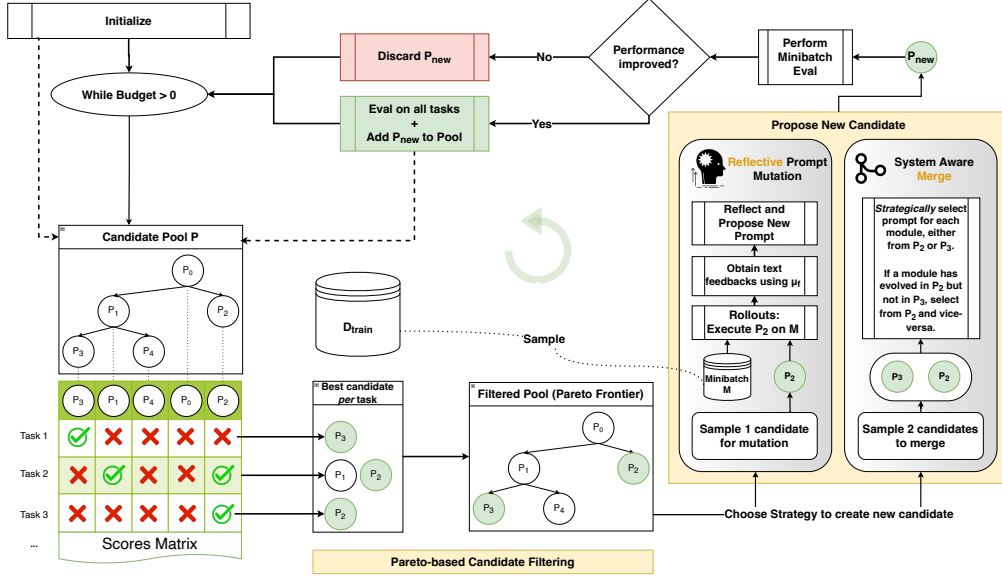 Initialize
While Budget > 0
Discard Pnew
Eval on all tasks
+
Add Pnew to Pool
No
Yes
Performance
improved?
Perform
Minibatch
Eval
Pnew
Propose New Candidate
Reflective Prompt
Mutation
Reflect and
Propose New
Prompt
Obtain text
feedbacks using μf
Rollouts:
Execute P2 on M
Minibatch
M
P2
Sample 1 candidate
for mutation
System Aware
Merge
Strategically select
prompt for each
module, either
from P2 or P3.
If a module has
evolved in P2 but
not in P3, select
from P2 and vice-
versa.
P3 P2
Sample 2 candidates
to merge
Candidate Pool P
P0
P1 P2
P3 P4
Dtrain
Sample
P3 P1 P4 P0 P2
Task 1
Task 2
Task 3
...
Scores Matrix
Best candidate
per task
P3
P1 P2
P2
Filtered Pool (Pareto Frontier)
P0
P1 P2
P3 P4
Choose Strategy to create new candidate
Pareto-based Candidate Filtering